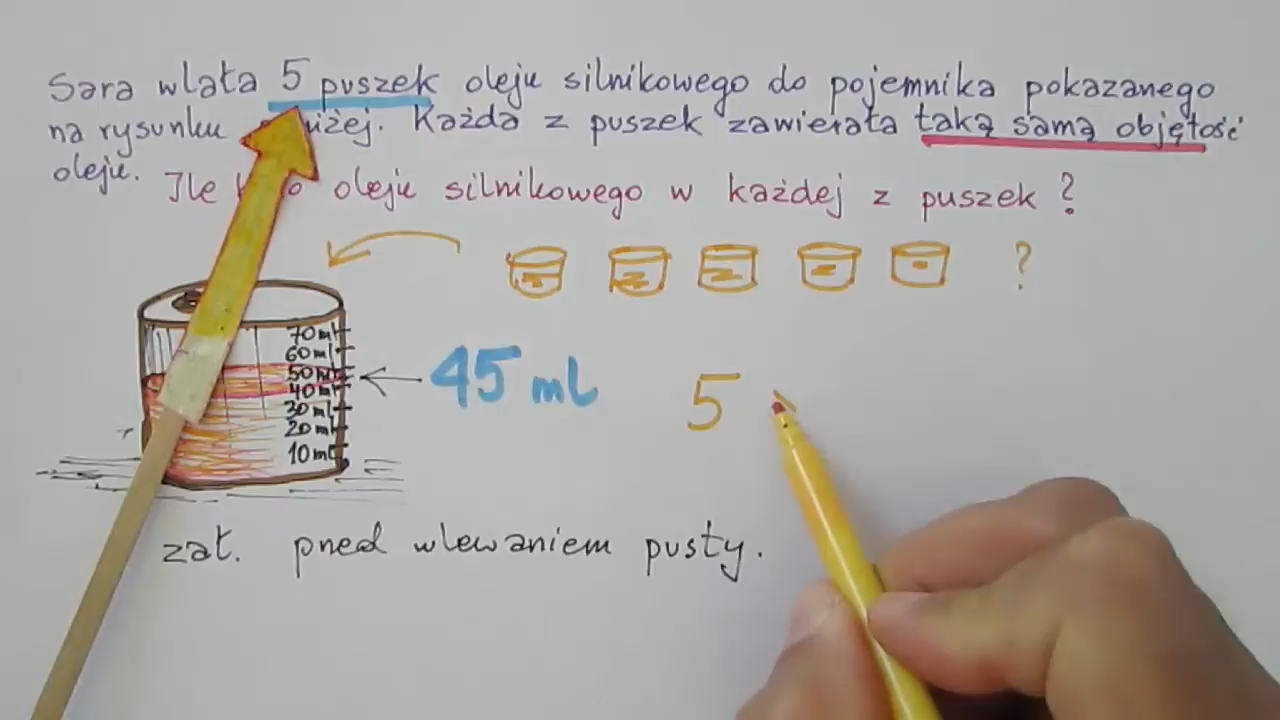 Sara wlała 5 puszek oleju silnikowego do pojemnika pokazanego
na rysunku Każda z puszek zawierała taką samą objętość
oleju.
Ile oleju silnikowego w każdej z puszek ?
?
70 ml
60 ml
50 ml
40 ml
30 ml
20 ml
10 ml
45 ml
5
zał. przed wlewaniem pusty.